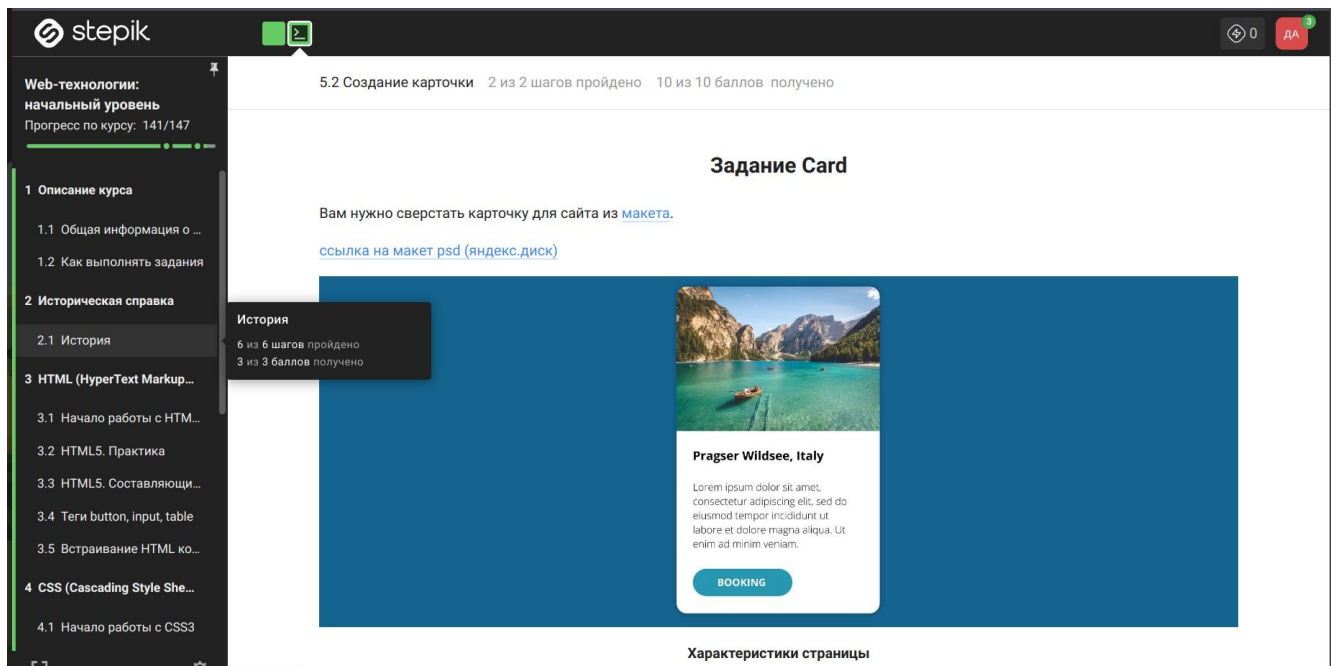 stepik
0
ДА
3
Web-технологии:
начальный уровень
Прогресс по курсу: 141/147
1 Описание курса
1.1 Общая информация о ...
1.2 Как выполнять задания
2 Историческая справка
2.1 История
3 HTML (HyperText Markup...
3.1 Начало работы с HTM...
3.2 HTML5. Практика
3.3 HTML5. Составляющи...
3.4 Теги button, input, table
3.5 Встраивание HTML ко...
4 CSS (Cascading Style She...
4.1 Начало работы с CSS3
История
6 из 6 шагов пройдено
3 из 3 баллов получено
5.2 Создание карточки 2 из 2 шагов пройдено 10 из 10 баллов получено
Задание Card
Вам нужно сверстать карточку для сайта из макета.
ссылка на макет psd (яндекс.диск)
Pragser Wildsee, Italy
Lorem ipsum dolor sit amet,
consectetur adipiscing elit, sed do
eiusmod tempor incididunt ut
labore et dolore magna aliqua. Ut
enim ad minim veniam.
BOOKING
Характеристики страницы